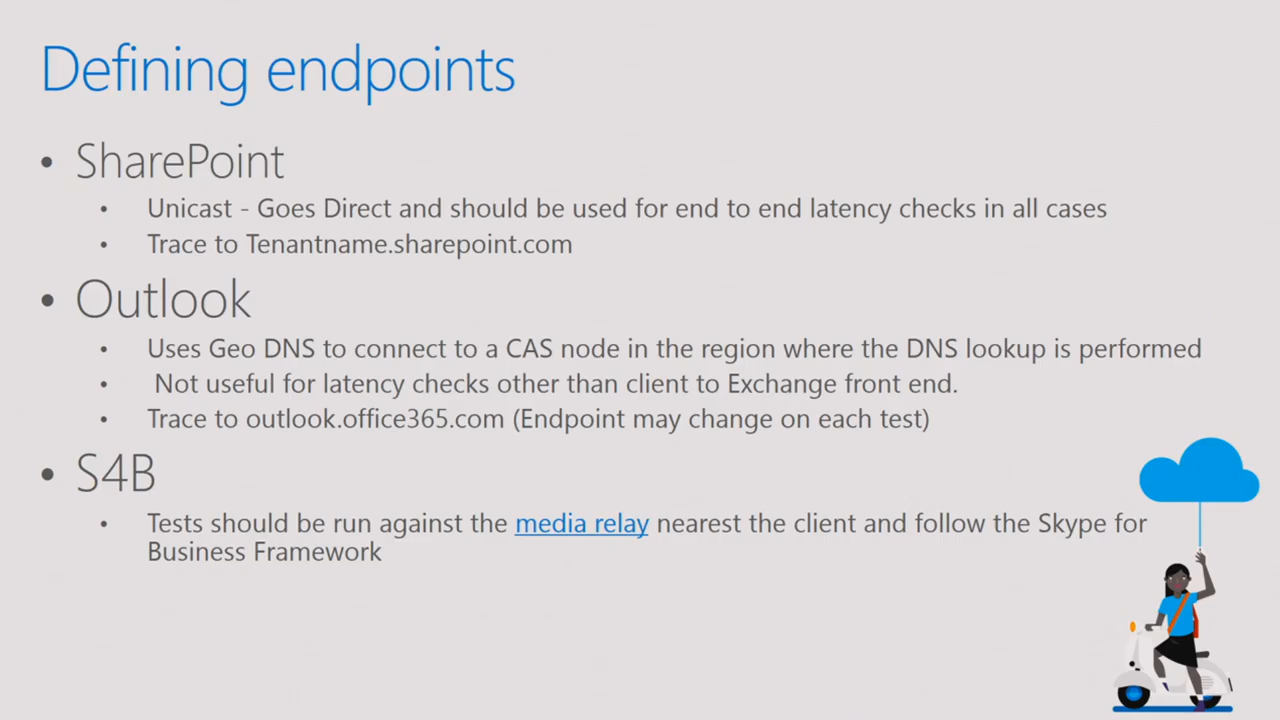 Defining endpoints
• SharePoint
• Unicast - Goes Direct and should be used for end to end latency checks in all cases
• Trace to Tenantname.sharepoint.com
• Outlook
• Uses Geo DNS to connect to a CAS node in the region where the DNS lookup is performed
• Not useful for latency checks other than client to Exchange front end.
• Trace to outlook.office365.com (Endpoint may change on each test)
• S4B
• Tests should be run against the media relay nearest the client and follow the Skype for
Business Framework